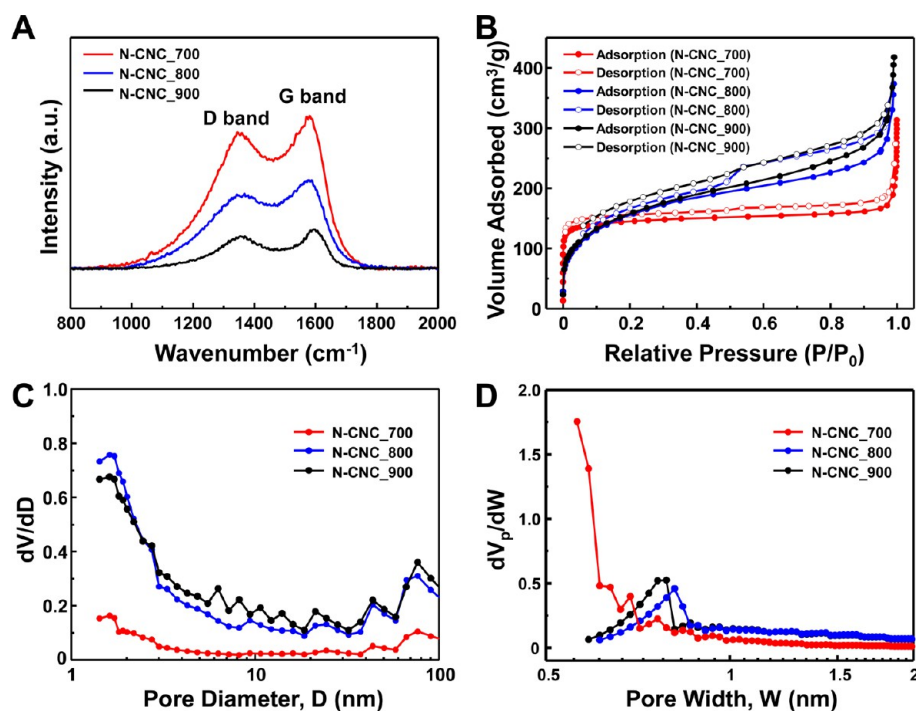 A
N-CNC_700
N-CNC_800
N-CNC_900
D band
G band
Intensity (a.u.)
800
1000
1200
1400
1600
1800
2000
Wavenumber (cm-1)
B
Adsorption (N-CNC_700)
Desorption (N-CNC_700)
Adsorption (N-CNC_800)
Desorption (N-CNC_800)
Adsorption (N-CNC_900)
Desorption (N-CNC_900)
Volume Adsorbed (cm3/g)
400
300
200
100
0
0
0.2
0.4
0.6
0.8
1.0
Relative Pressure (P/P0)
C
N-CNC_700
N-CNC_800
N-CNC_900
dV/dD
1.0
0.8
0.6
0.4
0.2
0
1
10
100
Pore Diameter, D (nm)
D
N-CNC_700
N-CNC_800
N-CNC_900
dVp/dW
2.0
1.5
1.0
0.5
0
0.5
1
2
Pore Width, W (nm)